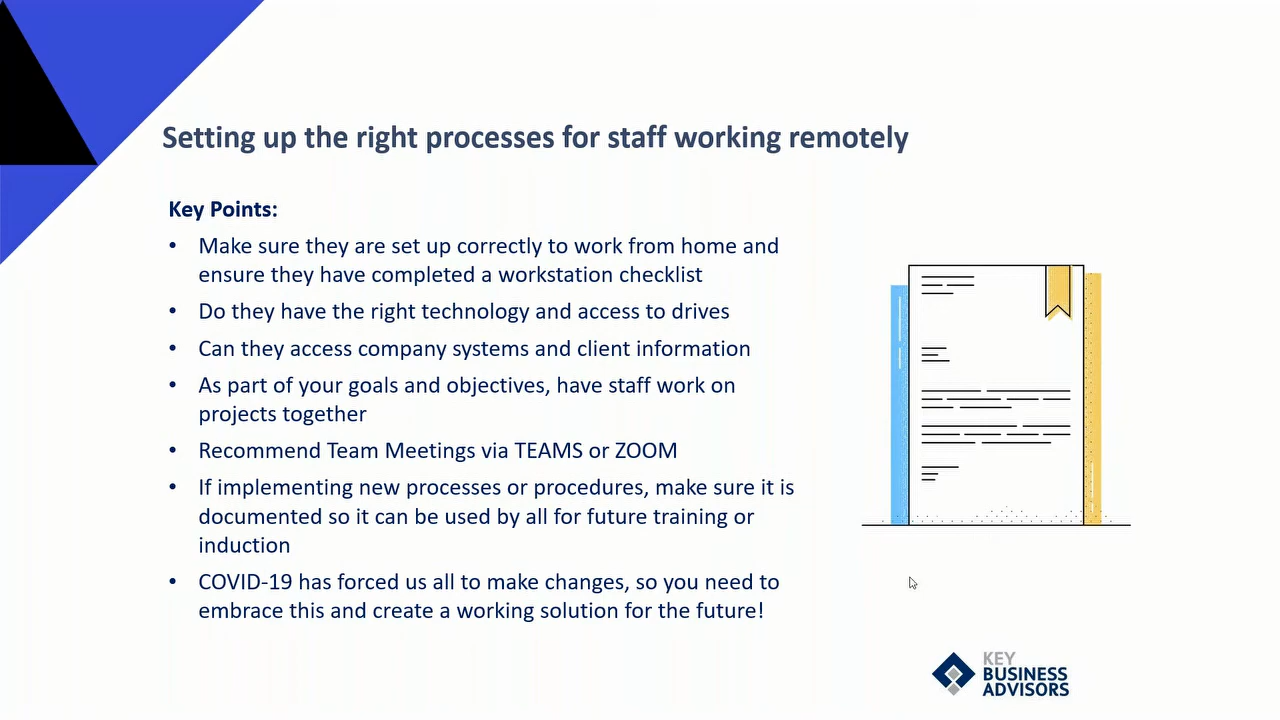 Setting up the right processes for staff working remotely
Key Points:
• Make sure they are set up correctly to work from home and
ensure they have completed a workstation checklist
• Do they have the right technology and access to drives
• Can they access company systems and client information
• As part of your goals and objectives, have staff work on
projects together
• Recommend Team Meetings via TEAMS or ZOOM
• If implementing new processes or procedures, make sure it is
documented so it can be used by all for future training or
induction
• COVID-19 has forced us all to make changes, so you need to
embrace this and create a working solution for the future!
KEY
BUSINESS
ADVISORS